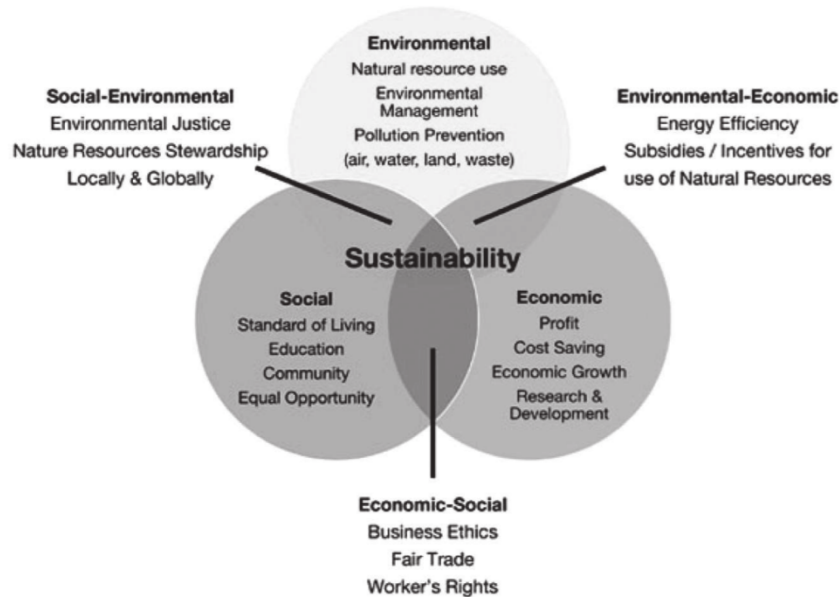 Environmental
Natural resource use
Environmental
Management
Pollution Prevention
(air, water, land, waste)
Social-Environmental
Environmental Justice
Nature Resources Stewardship
Locally & Globally
Environmental-Economic
Energy Efficiency
Subsidies / Incentives for
use of Natural Resources
Sustainability
Social
Standard of Living
Education
Community
Equal Opportunity
Economic
Profit
Cost Saving
Economic Growth
Research &
Development
Economic-Social
Business Ethics
Fair Trade
Worker's Rights